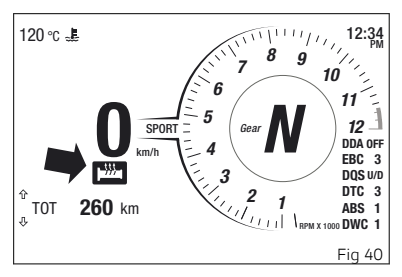 120 °C
12:34
PM
7 8 9
6 10
5 11
4 12
3
2 1
0
km/h
SPORT
Gear N
RPM X 1000
DDA OFF
EBC 3
DQS U/D
DTC 3
ABS 1
DWC 1
TOT 260 km
Fig 40